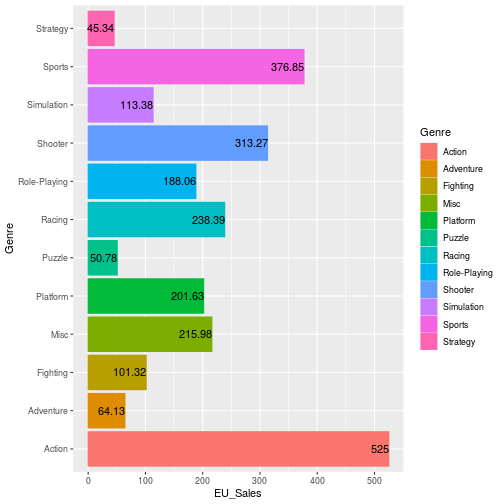 Genre
Strategy
45.34
Sports
376.85
Simulation
113.38
Shooter
313.27
Role-Playing
188.06
Racing
238.39
Puzzle
50.78
Platform
201.63
Misc
215.98
Fighting
101.32
Adventure
64.13
Action
525
0 100 200 300 400 500
EU_Sales
Genre
Action
Adventure
Fighting
Misc
Platform
Puzzle
Racing
Role-Playing
Shooter
Simulation
Sports
Strategy